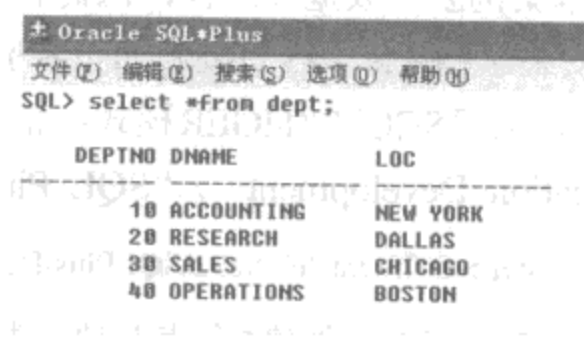 Oracle SQL*Plus
文件(F) 编辑(E) 搜索(S) 选项(O) 帮助(H)
SQL> select *from dept;
DEPTNO DNAME LOC
---------- -------------- -------------
10 ACCOUNTING NEW YORK
20 RESEARCH DALLAS
30 SALES CHICAGO
40 OPERATIONS BOSTON